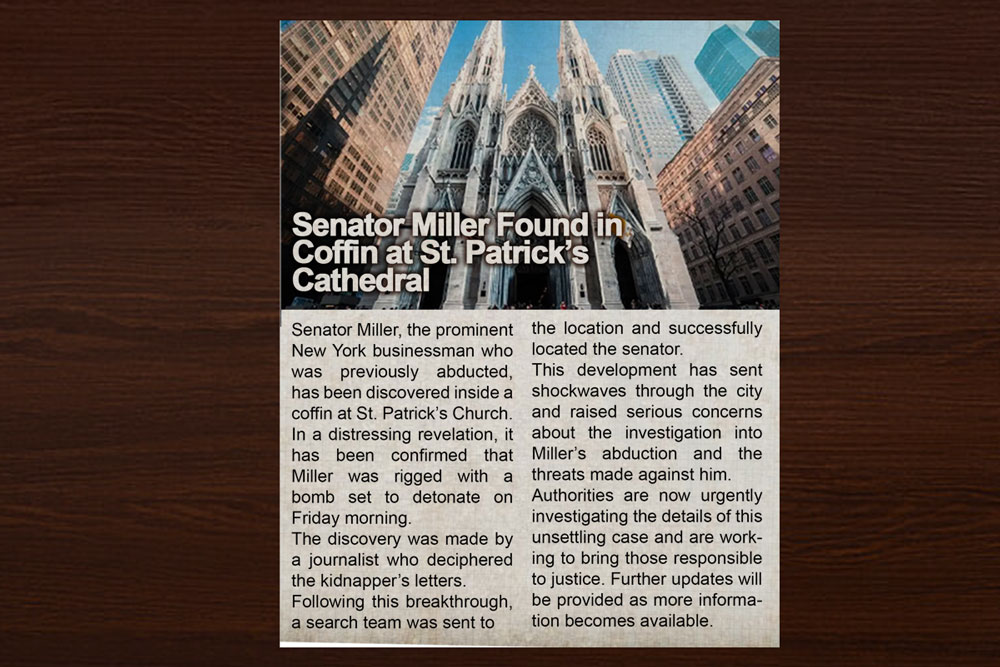 Senator Miller Found in
Coffin at St. Patrick's
Cathedral
Senator Miller, the prominent
New York businessman who
was previously abducted,
has been discovered inside a
coffin at St. Patrick's Church.
In a distressing revelation, it
has been confirmed that
Miller was rigged with a
bomb set to detonate on
Friday morning.
The discovery was made by
a journalist who deciphered
the kidnapper's letters.
Following this breakthrough,
a search team was sent to
the location and successfully
located the senator.
This development has sent
shockwaves through the city
and raised serious concerns
about the investigation into
Miller's abduction and the
threats made against him.
Authorities are now urgently
investigating the details of this
unsettling case and are work-
ing to bring those responsible
to justice. Further updates will
be provided as more informa-
tion becomes available.